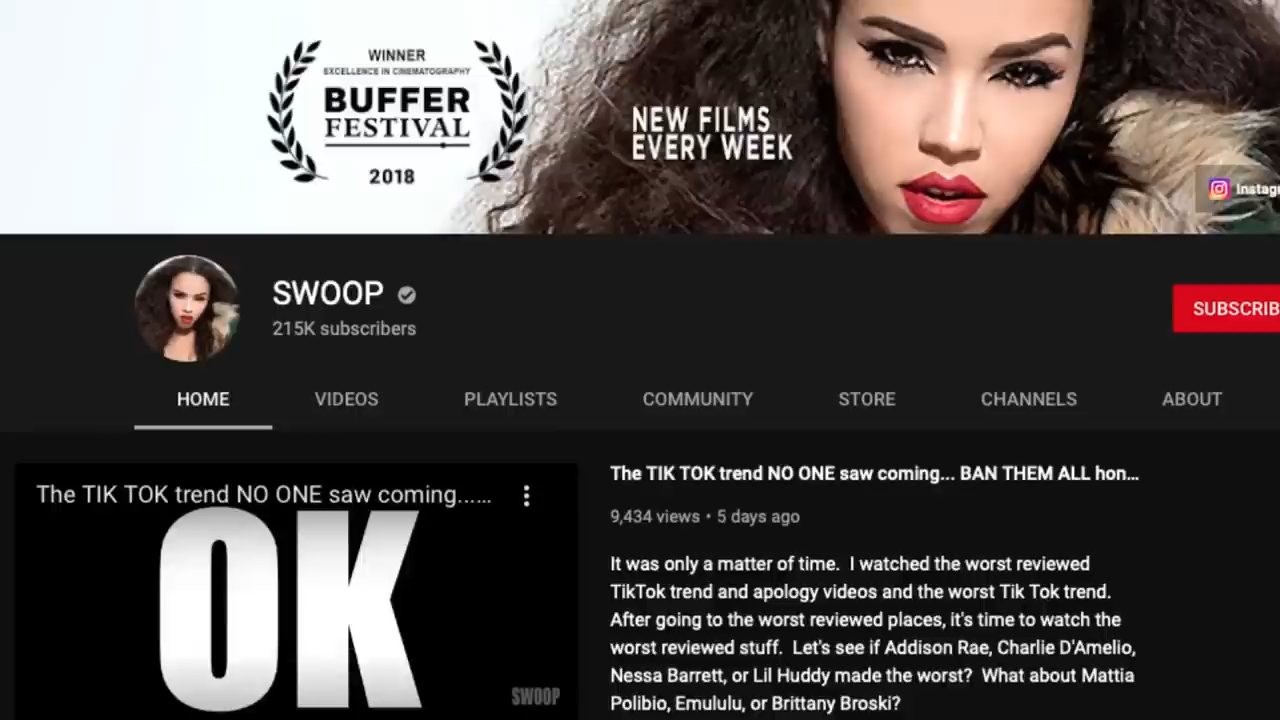 WINNER
EXCELLENCE IN CINEMATOGRAPHY
BUFFER
FESTIVAL
2018
NEW FILMS
EVERY WEEK
Instagr
SWOOP
215K subscribers
SUBSCRIB
HOME VIDEOS PLAYLISTS COMMUNITY STORE CHANNELS ABOUT
The TIK TOK trend NO ONE saw coming......
OK
SWOOP
The TIK TOK trend NO ONE saw coming... BAN THEM ALL hon...
9,434 views • 5 days ago
It was only a matter of time.  I watched the worst reviewed
TikTok trend and apology videos and the worst Tik Tok trend.
After going to the worst reviewed places, it's time to watch the
worst reviewed stuff.  Let's see if Addison Rae, Charlie D'Amelio,
Nessa Barrett, or Lil Huddy made the worst?  What about Mattia
Polibio, Emululu, or Brittany Broski?